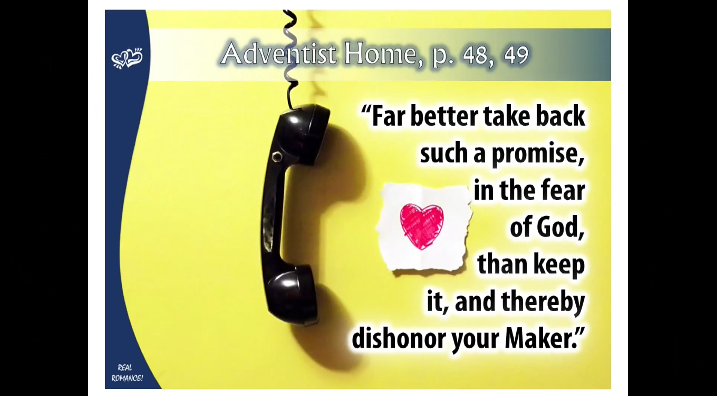 Adventist Home, p. 48, 49
“Far better take back
such a promise,
in the fear
of God,
than keep
it, and thereby
dishonor your Maker.”
REAL
ROMANCE!